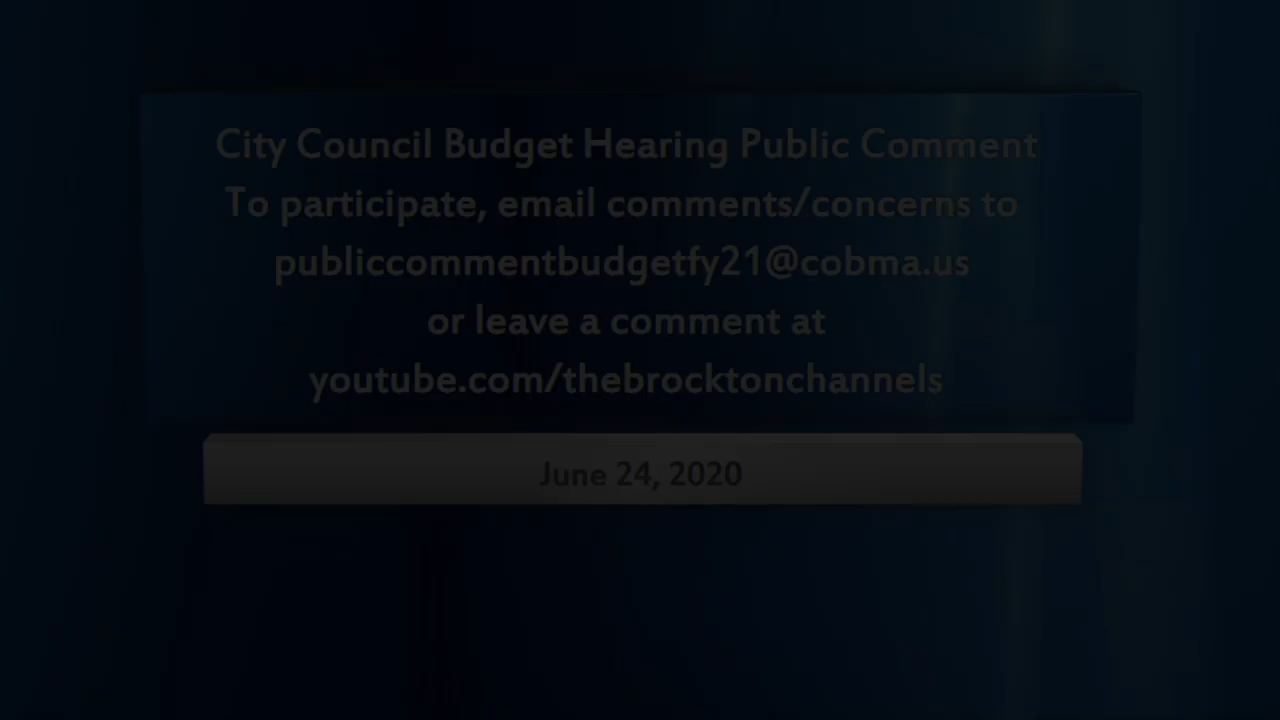 City Council Budget Hearing Public Comment
To participate, email comments/concerns to
publiccommentbudgetfy21@cobma.us
or leave a comment at
youtube.com/thebrocktonchannels
June 24, 2020